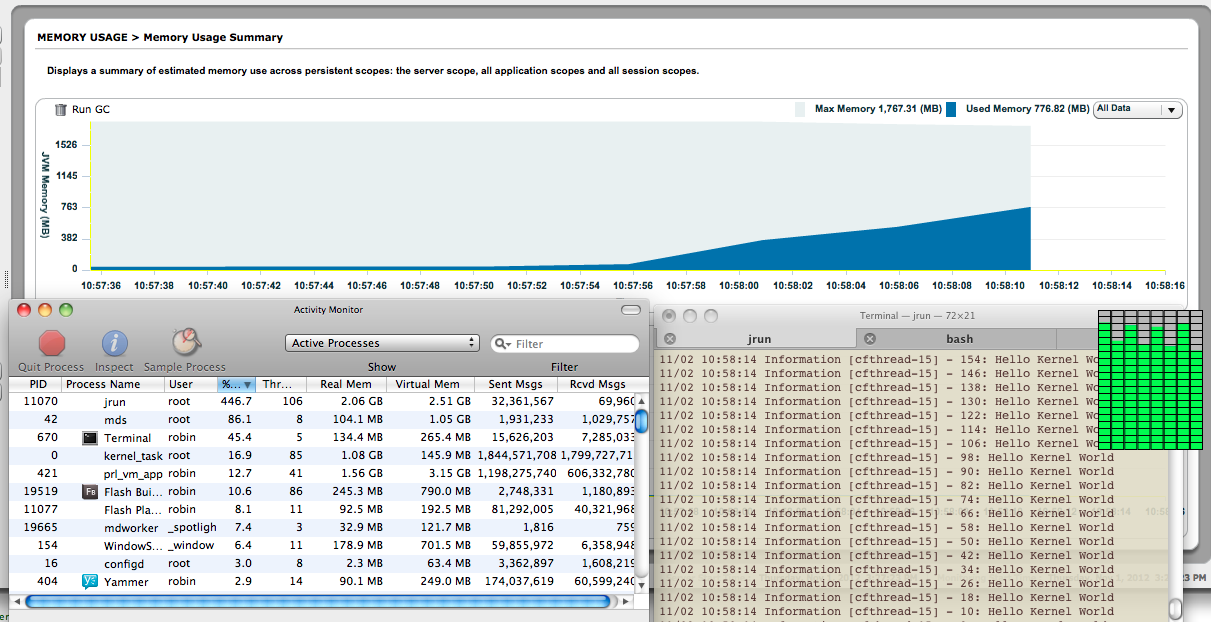 MEMORY USAGE > Memory Usage Summary
Displays a summary of estimated memory use across persistent scopes: the server scope, all application scopes and all session scopes.
Run GC
Max Memory 1,767.31 (MB) Used Memory 776.82 (MB) All Data
JVM Memory (MB)
1526
1145
763
382
0
10:57:36 10:57:38 10:57:40 10:57:42 10:57:44 10:57:46 10:57:48 10:57:50 10:57:52 10:57:54 10:57:56 10:57:58 10:58:00 10:58:02 10:58:04 10:58:06 10:58:08 10:58:10 10:58:12 10:58:14 10:58:16
Activity Monitor
Active Processes
Filter
Quit Process Inspect Sample Process Show Filter
PID Process Name User %... Thr... Real Mem Virtual Mem Sent Msgs Rcvd Msgs
11070 jrun root 446.7 106 2.06 GB 2.51 GB 32,361,567 69,960
42 mds root 86.1 8 104.1 MB 1.05 GB 1,931,233 1,029,757
670 Terminal robin 45.4 5 134.4 MB 265.4 MB 15,626,203 7,285,033
0 kernel_task root 16.9 85 1.08 GB 145.9 MB 1,844,571,708 1,799,727,71
421 prl_vm_app robin 12.7 41 1.56 GB 3.15 GB 1,198,275,740 606,332,780
19519 Flash Bui... robin 10.6 86 245.3 MB 790.0 MB 2,748,331 1,180,893
11077 Flash Pla... robin 8.1 11 92.5 MB 192.5 MB 81,292,005 40,321,968
19665 mdworker _spotligh 7.4 3 32.9 MB 121.7 MB 1,816 759
154 WindowS... _window 6.4 11 178.9 MB 701.5 MB 59,855,972 6,358,948
16 configd root 3.0 8 2.3 MB 63.4 MB 3,362,897 1,608,219
404 Yammer robin 2.9 14 90.1 MB 249.0 MB 174,037,619 60,599,240
Terminal — jrun — 72×21
jrun bash
11/02 10:58:14 Information [cfthread-15] - 154: Hello Kernel Wo
11/02 10:58:14 Information [cfthread-15] - 146: Hello Kernel Wo
11/02 10:58:14 Information [cfthread-15] - 138: Hello Kernel Wo
11/02 10:58:14 Information [cfthread-15] - 130: Hello Kernel Wo
11/02 10:58:14 Information [cfthread-15] - 122: Hello Kernel Wo
11/02 10:58:14 Information [cfthread-15] - 114: Hello Kernel Wo
11/02 10:58:14 Information [cfthread-15] - 106: Hello Kernel Wo
11/02 10:58:14 Information [cfthread-15] - 98: Hello Kernel World
11/02 10:58:14 Information [cfthread-15] - 90: Hello Kernel World
11/02 10:58:14 Information [cfthread-15] - 82: Hello Kernel World
11/02 10:58:14 Information [cfthread-15] - 74: Hello Kernel World
11/02 10:58:14 Information [cfthread-15] - 66: Hello Kernel World
11/02 10:58:14 Information [cfthread-15] - 58: Hello Kernel World
11/02 10:58:14 Information [cfthread-15] - 50: Hello Kernel World
11/02 10:58:14 Information [cfthread-15] - 42: Hello Kernel World
11/02 10:58:14 Information [cfthread-15] - 34: Hello Kernel World
11/02 10:58:14 Information [cfthread-15] - 26: Hello Kernel World
11/02 10:58:14 Information [cfthread-15] - 18: Hello Kernel World
11/02 10:58:14 Information [cfthread-15] - 10: Hello Kernel World